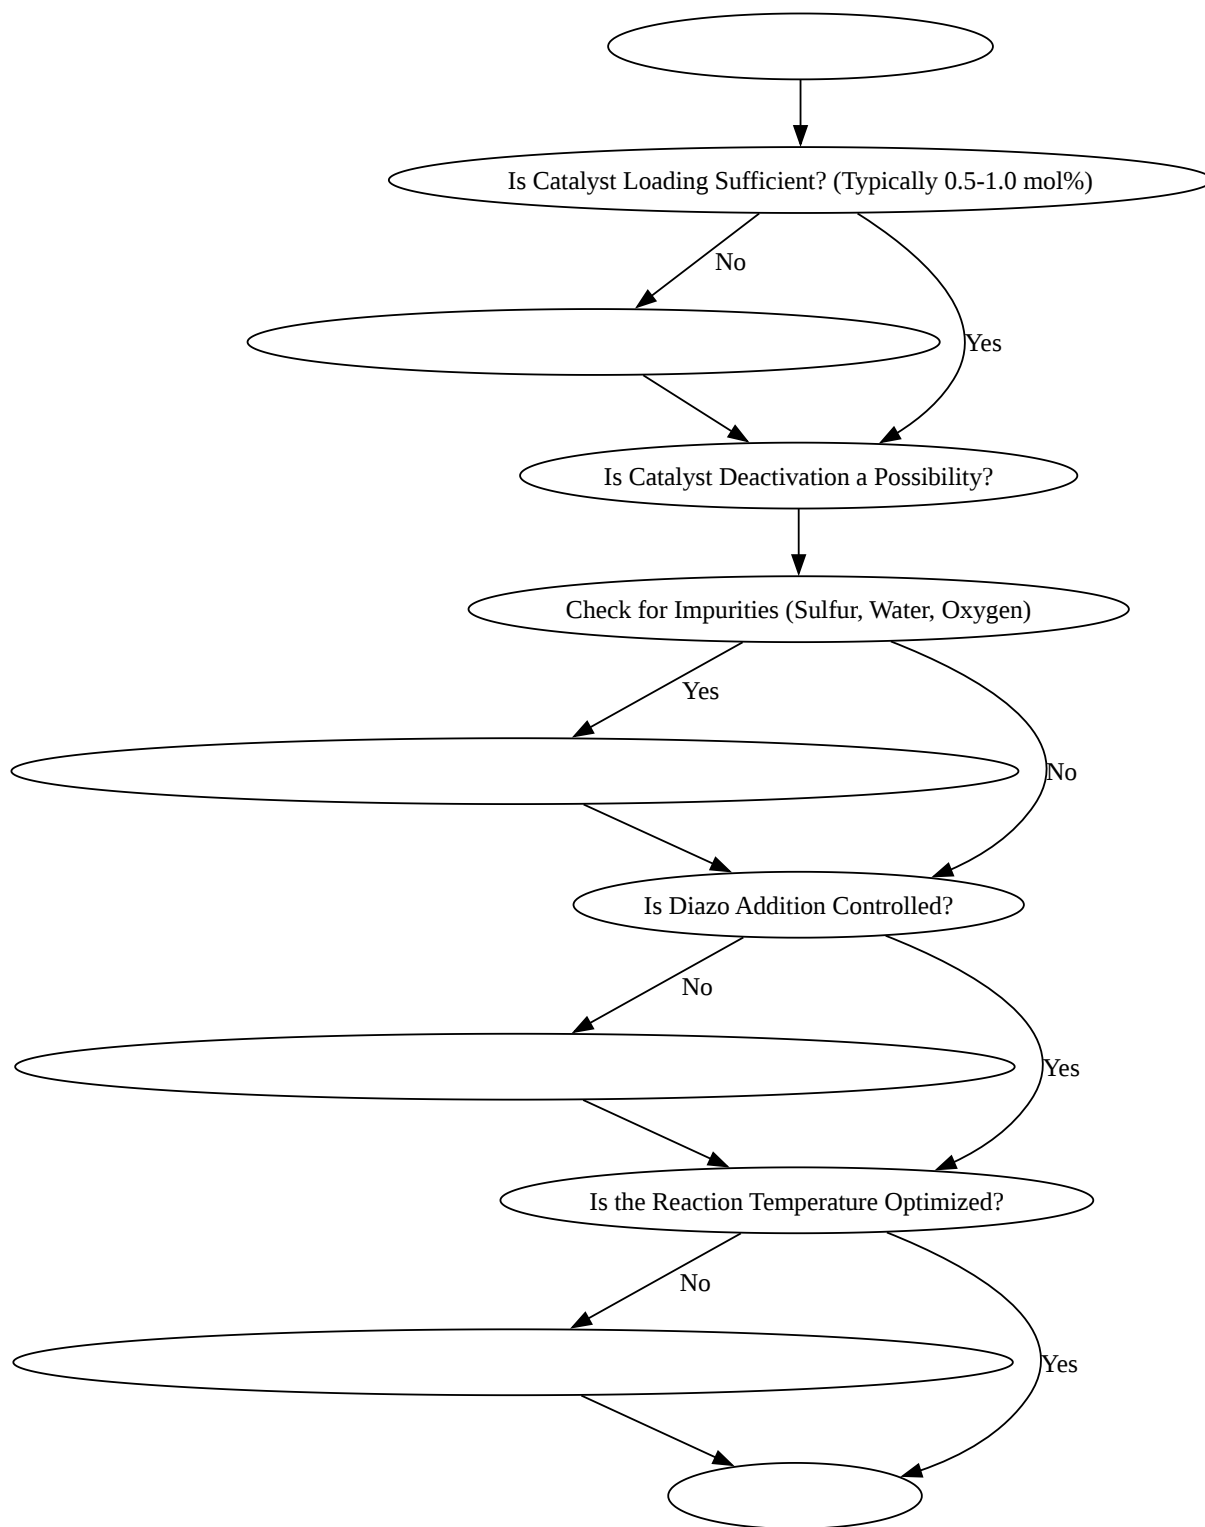 Is Catalyst Loading Sufficient? (Typically 0.5-1.0 mol%)
No
Yes
Is Catalyst Deactivation a Possibility?
Check for Impurities (Sulfur, Water, Oxygen)
Yes
No
Is Diazo Addition Controlled?
No
Yes
Is the Reaction Temperature Optimized?
No
Yes